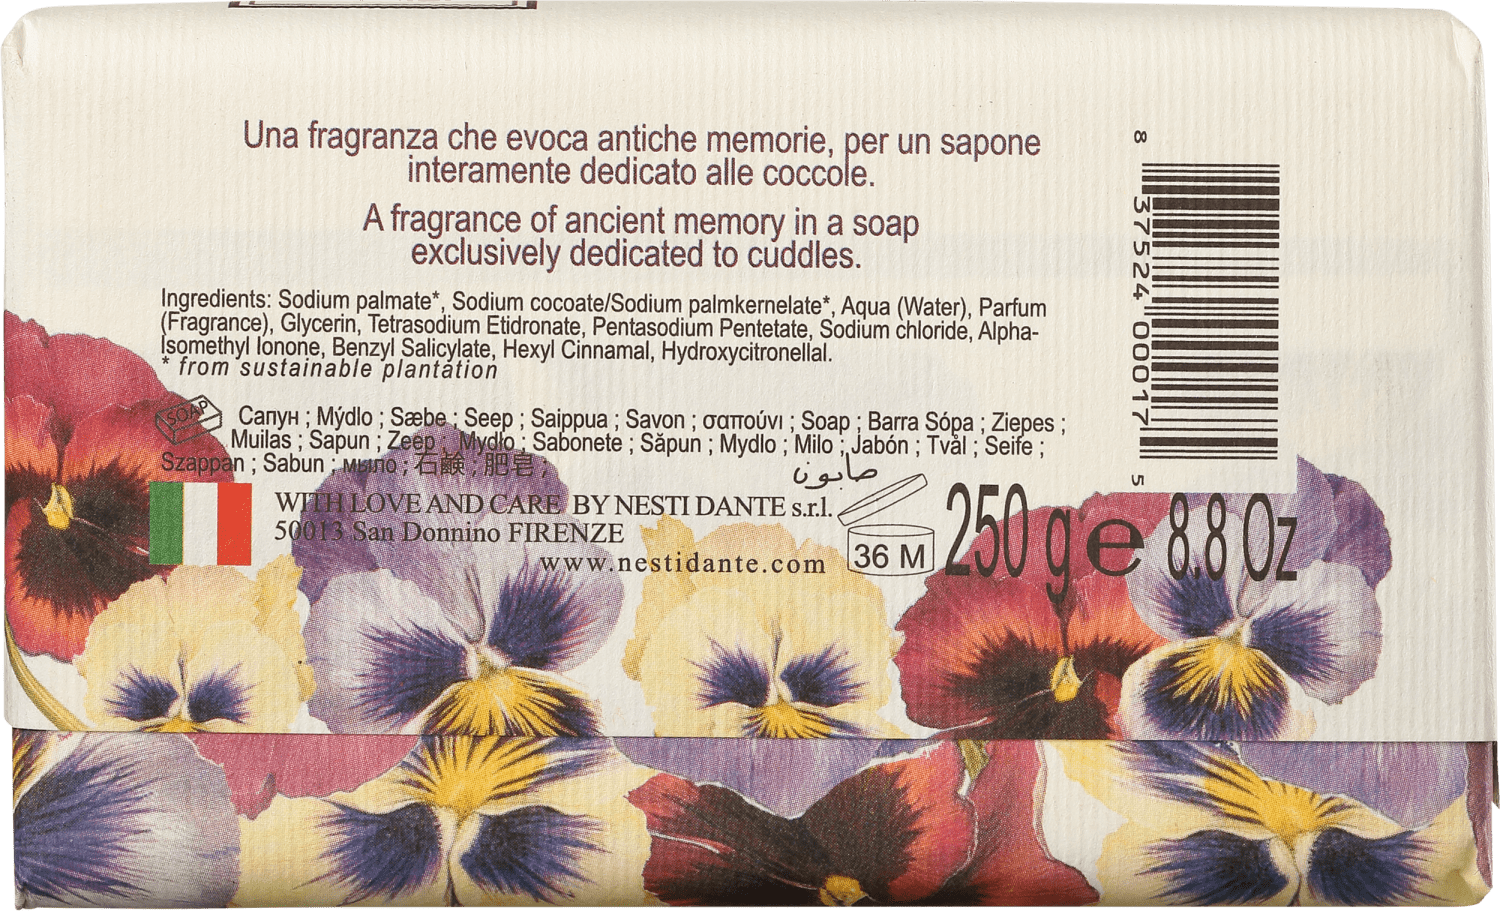 Una fragranza che evoca antiche memorie, per un sapone
interamente dedicato alle coccole.
A fragrance of ancient memory in a soap
exclusively dedicated to cuddles.
Ingredients: Sodium palmate*, Sodium cocoate/Sodium palmkernelate*, Aqua (Water), Parfum
(Fragrance), Glycerin, Tetrasodium Etidronate, Pentasodium Pentetate, Sodium chloride, Alpha-
Isomethyl Ionone, Benzyl Salicylate, Hexyl Cinnamal, Hydroxycitronellal.
* from sustainable plantation
SOAP
Сапун ; Mýdlo ; Sæbe ; Seep ; Saippua ; Savon ; σαπούνι ; Soap ; Barra Sópa ; Ziepes ;
Muilas ; Sapun ; Zeep ; Mydło ; Sabonete ; Săpun ; Mydlo ; Milo ; Jabón ; Tvål ; Seife ;
Szappan ; Sabun ; мыло ; 石鹸 ; 肥皂 ;
صابون
WITH LOVE AND CARE BY NESTI DANTE s.r.l.
50013 San Donnino FIRENZE
www.nestidante.com
36 M
250 g e 8.8 Oz
8 37524 00017 5